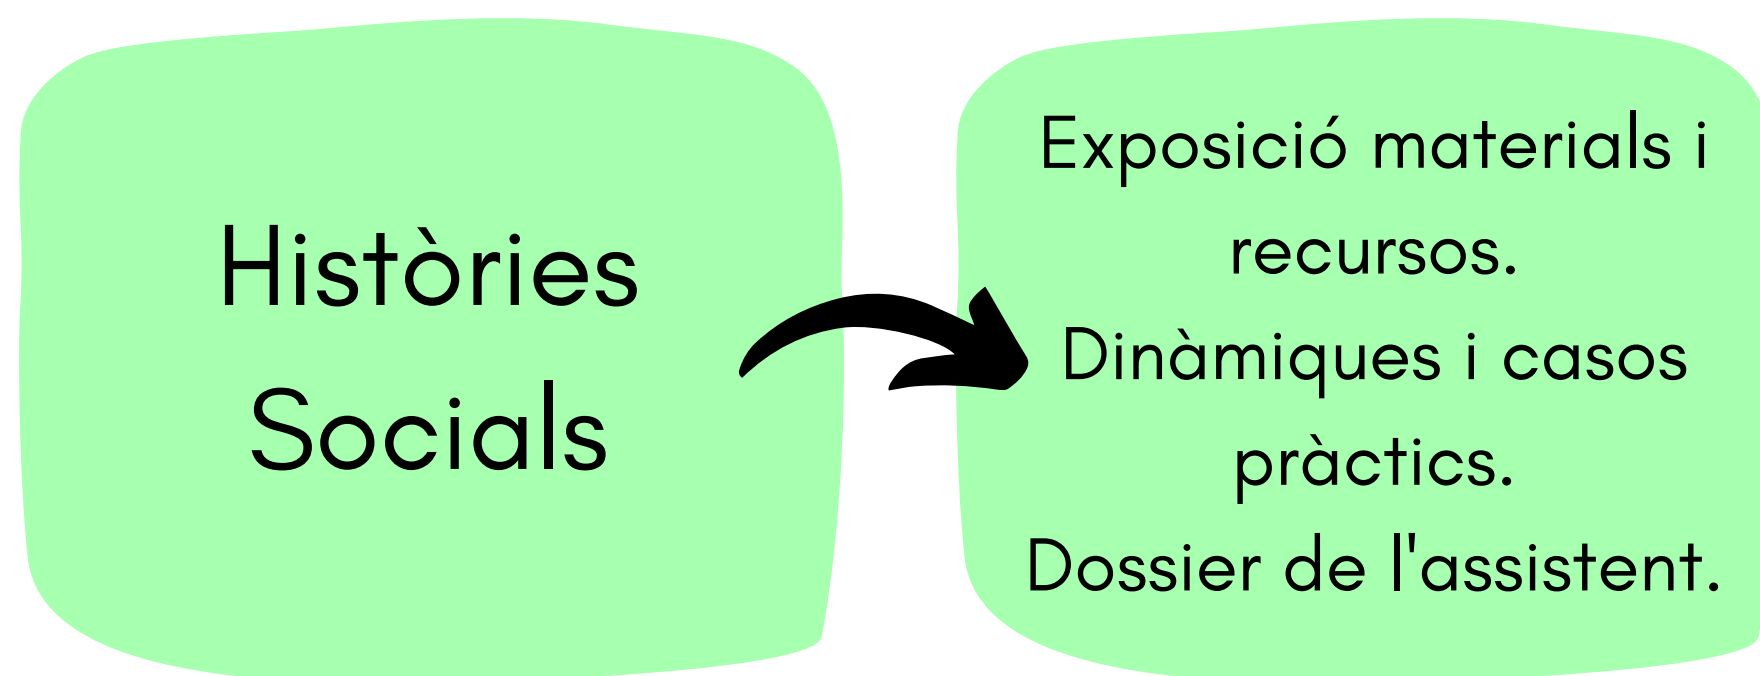 Històries
Socials
Exposició materials i
recursos.
Dinàmiques i casos
pràctics.
Dossier de l'assistent.